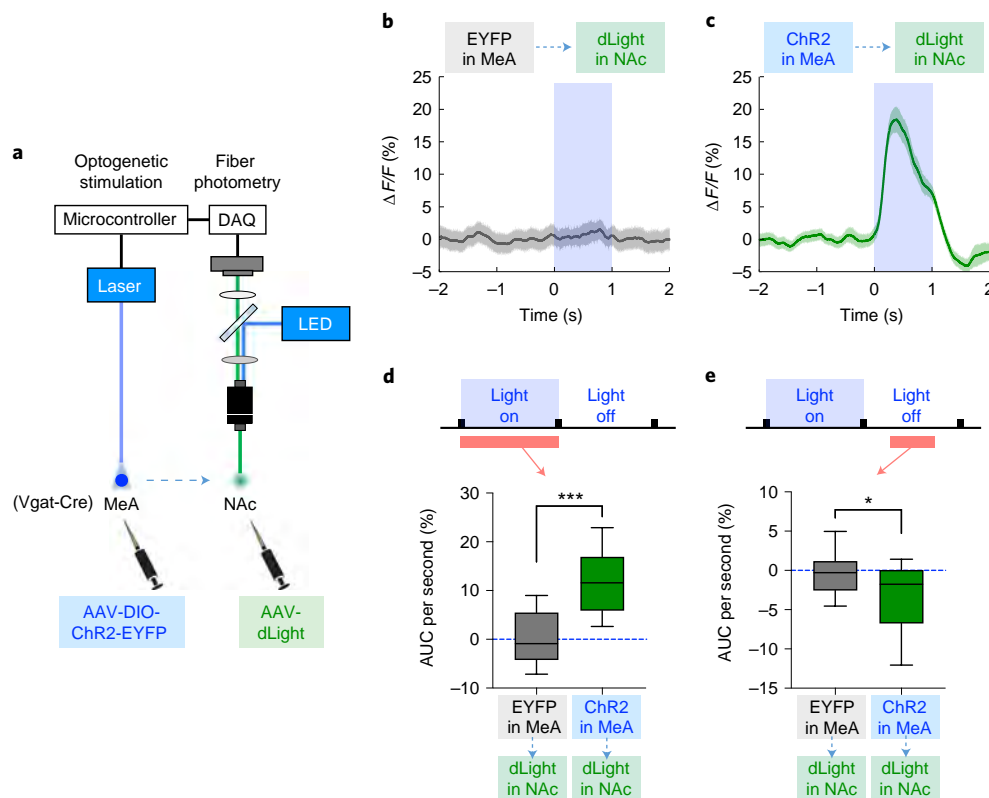 a
Optogenetic
stimulation
Fiber
photometry
Microcontroller
DAQ
Laser
LED
(Vgat-Cre) MeA
NAc
AAV-DIO-
ChR2-EYFP
AAV-
dLight
b
EYFP
in MeA
dLight
in NAc
25
20
15
10
5
0
–5
ΔF/F (%)
–2 –1 0 1 2
Time (s)
c
ChR2
in MeA
dLight
in NAc
25
20
15
10
5
0
–5
ΔF/F (%)
–2 –1 0 1 2
Time (s)
d
Light
on
Light
off
30
20
10
0
–10
AUC per second (%)
***
EYFP
in MeA
ChR2
in MeA
dLight
in NAc
dLight
in NAc
e
Light
on
Light
off
10
5
0
–5
–10
–15
AUC per second (%)
*
EYFP
in MeA
ChR2
in MeA
dLight
in NAc
dLight
in NAc